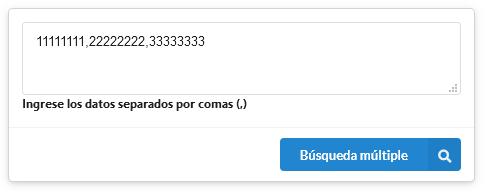 11111111,22222222,33333333
Ingrese los datos separados por comas (,)
Búsqueda múltiple